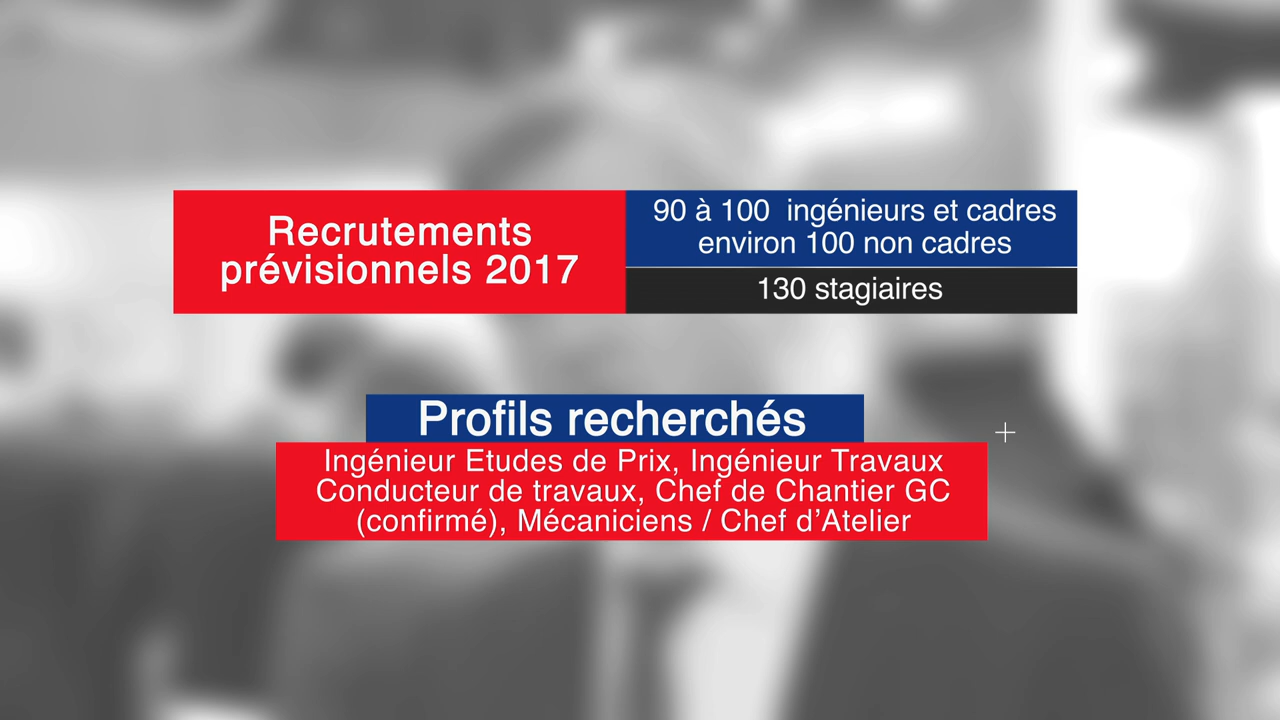 Recrutements
prévisionnels 2017
90 à 100 ingénieurs et cadres
environ 100 non cadres
130 stagiaires
Profils recherchés
Ingénieur Etudes de Prix, Ingénieur Travaux
Conducteur de travaux, Chef de Chantier GC
(confirmé), Mécaniciens / Chef d’Atelier